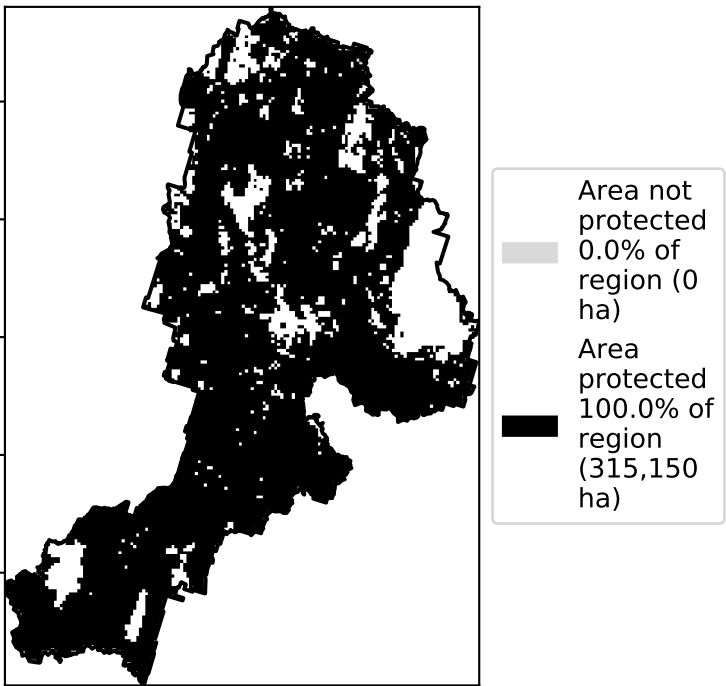 Area not
protected
0.0% of
region (0
ha)
Area
protected
100.0% of
region
(315,150
ha)